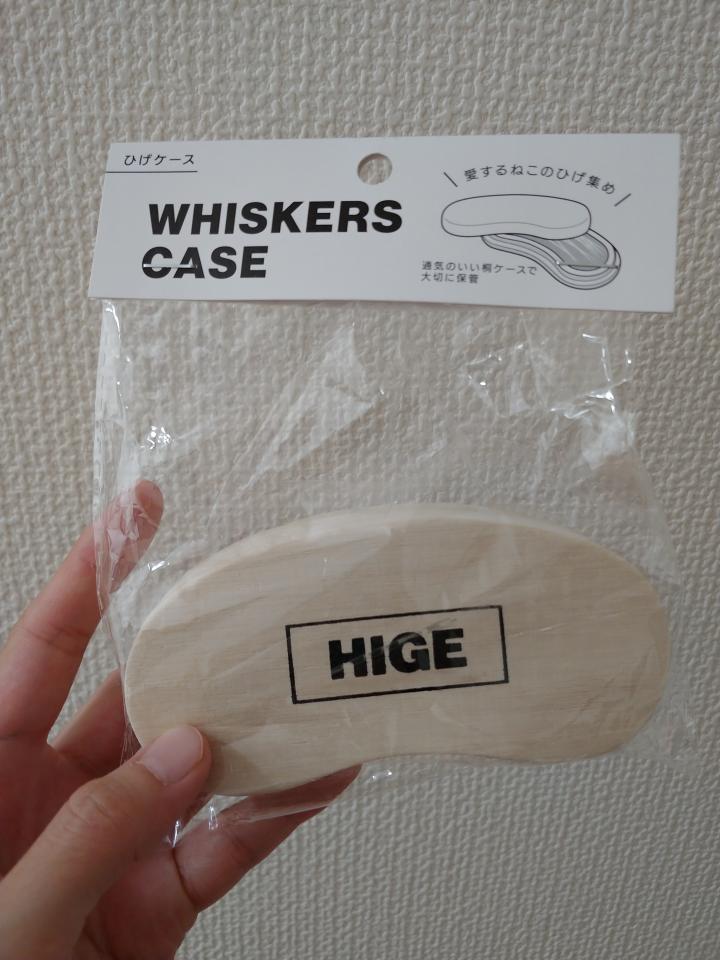 ひげケース
WHISKERS
CASE
愛するねこのひげ集め
通気のいい桐ケースで
大切に保管
HIGE